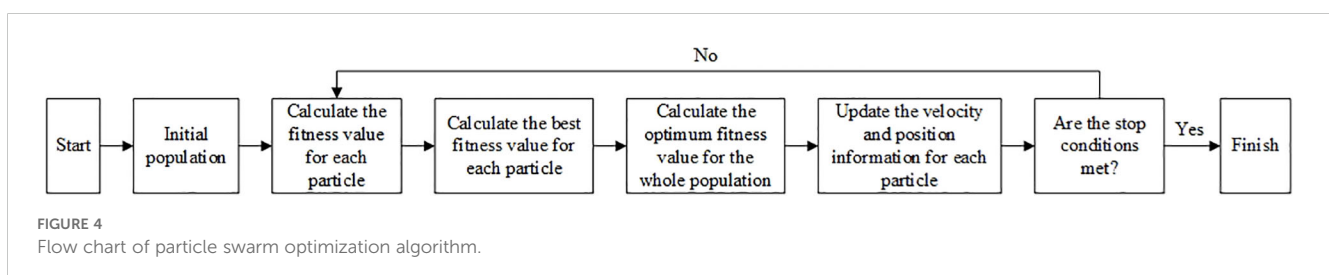 No
Start
Initial
population
Calculate the
fitness value
for each
particle
Calculate the best
fitness value for
each particle
Calculate the
optimum fitness
value for the
whole population
Update the velocity
and position
information for each
particle
Are the stop
conditions
met?
Yes
Finish
FIGURE 4
Flow chart of particle swarm optimization algorithm.